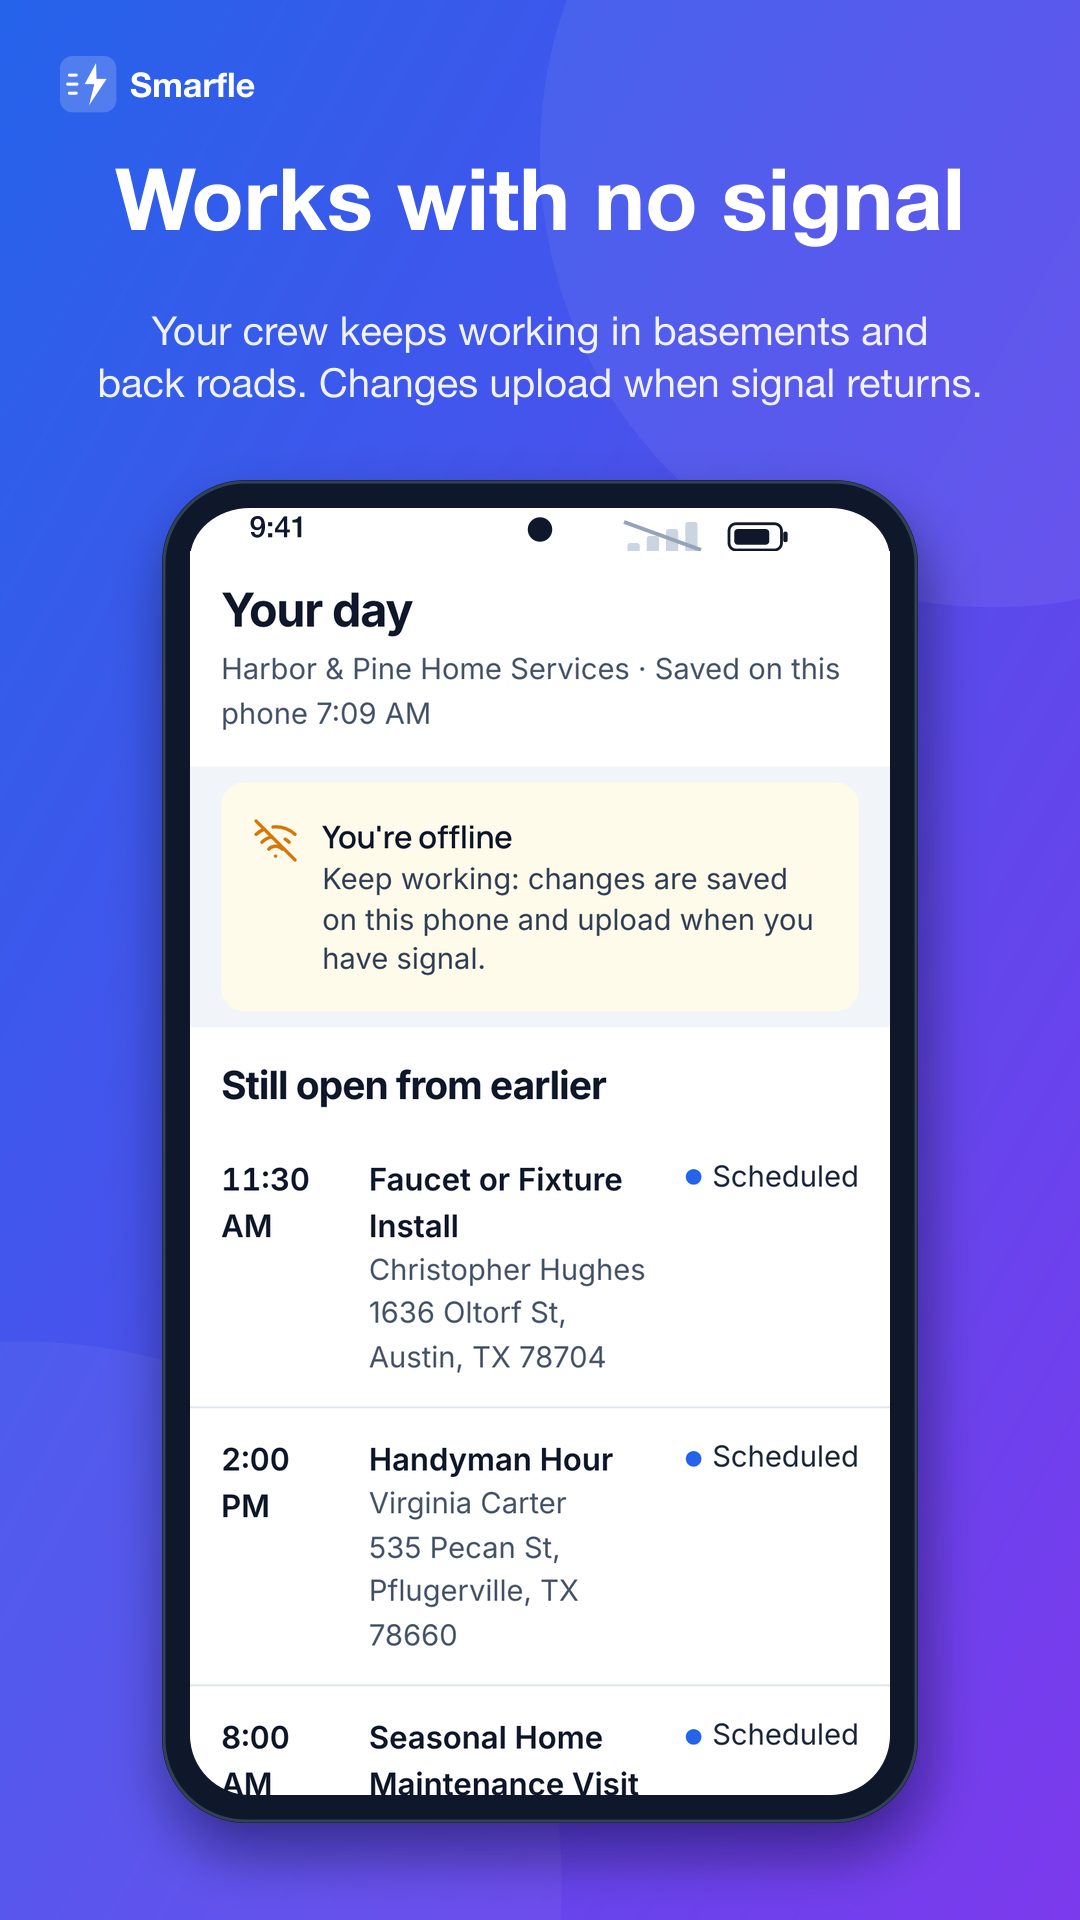 Smarfle
Works with no signal
Your crew keeps working in basements and
back roads. Changes upload when signal returns.
9:41
Your day
Harbor & Pine Home Services · Saved on this
phone 7:09 AM
You're offline
Keep working: changes are saved
on this phone and upload when you
have signal.
Still open from earlier
11:30
AM
Faucet or Fixture
Install
Scheduled
Christopher Hughes
1636 Oltorf St,
Austin, TX 78704
2:00
PM
Handyman Hour
Scheduled
Virginia Carter
535 Pecan St,
Pflugerville, TX
78660
8:00
AM
Seasonal Home
Maintenance Visit
Scheduled